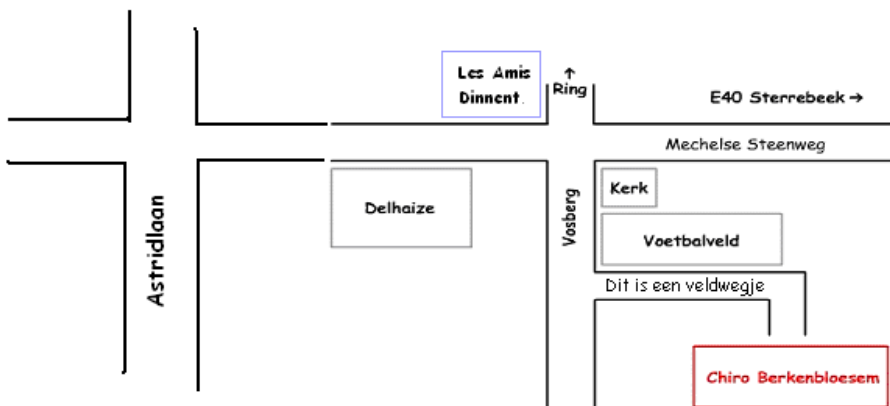 Les Amis
Dinnent.
↑
Ring
E40 Sterrebeek →
Mechelse Steenweg
Delhaize
Kerk
Vosberg
Voetbalveld
Astridlaan
Dit is een veldwegje
Chiro Berkenbloesem